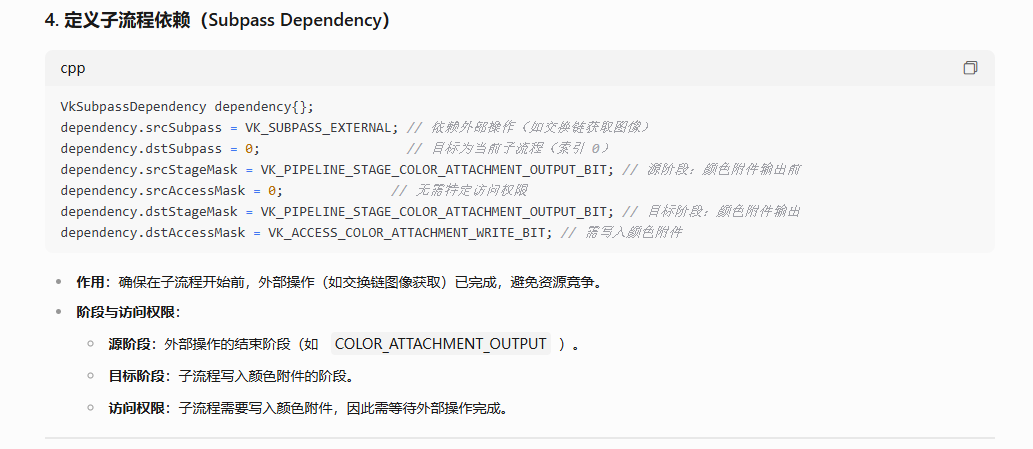 4. 定义子流程依赖（Subpass Dependency）
cpp
VkSubpassDependency dependency{};
dependency.srcSubpass = VK_SUBPASS_EXTERNAL; // 依赖外部操作（如交换链获取图像）
dependency.dstSubpass = 0; // 目标为当前子流程（索引 0）
dependency.srcStageMask = VK_PIPELINE_STAGE_COLOR_ATTACHMENT_OUTPUT_BIT; // 源阶段：颜色附件输出前
dependency.srcAccessMask = 0; // 无需特定访问权限
dependency.dstStageMask = VK_PIPELINE_STAGE_COLOR_ATTACHMENT_OUTPUT_BIT; // 目标阶段：颜色附件输出
dependency.dstAccessMask = VK_ACCESS_COLOR_ATTACHMENT_WRITE_BIT; // 需写入颜色附件
作用：确保在子流程开始前，外部操作（如交换链图像获取）已完成，避免资源竞争。
阶段与访问权限：
源阶段：外部操作的结束阶段（如 COLOR_ATTACHMENT_OUTPUT ）。
目标阶段：子流程写入颜色附件的阶段。
访问权限：子流程需要写入颜色附件，因此需等待外部操作完成。